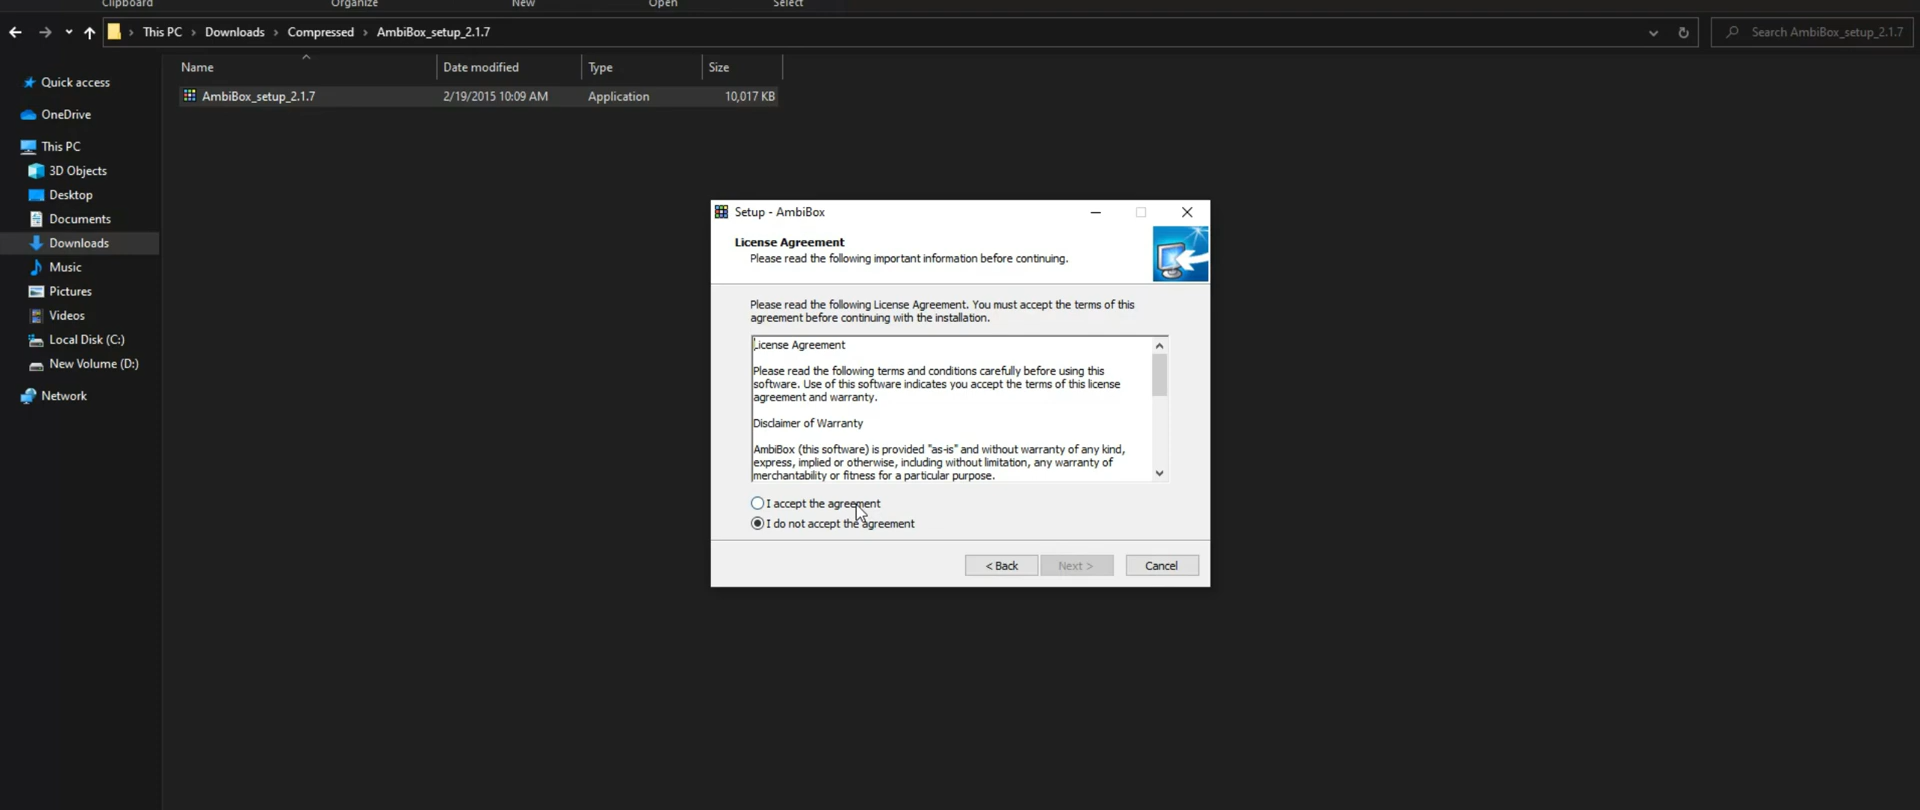 Clipboard Organize New Open Select
This PC > Downloads > Compressed > AmbiBox_setup_2.1.7
Search AmbiBox_setup_2.1.7
Name Date modified Type Size
AmbiBox_setup_2.1.7 2/19/2015 10:09 AM Application 10,017 KB
Quick access
OneDrive
This PC
3D Objects
Desktop
Documents
Downloads
Music
Pictures
Videos
Local Disk (C:)
New Volume (D:)
Network
Setup - AmbiBox
License Agreement
Please read the following important information before continuing.
Please read the following License Agreement. You must accept the terms of this
agreement before continuing with the installation.
License Agreement
Please read the following terms and conditions carefully before using this
software. Use of this software indicates you accept the terms of this license
agreement and warranty.
Disclaimer of Warranty
AmbiBox (this software) is provided "as-is" and without warranty of any kind,
express, implied or otherwise, including without limitation, any warranty of
merchantability or fitness for a particular purpose.
I accept the agreement
I do not accept the agreement
< Back Next > Cancel